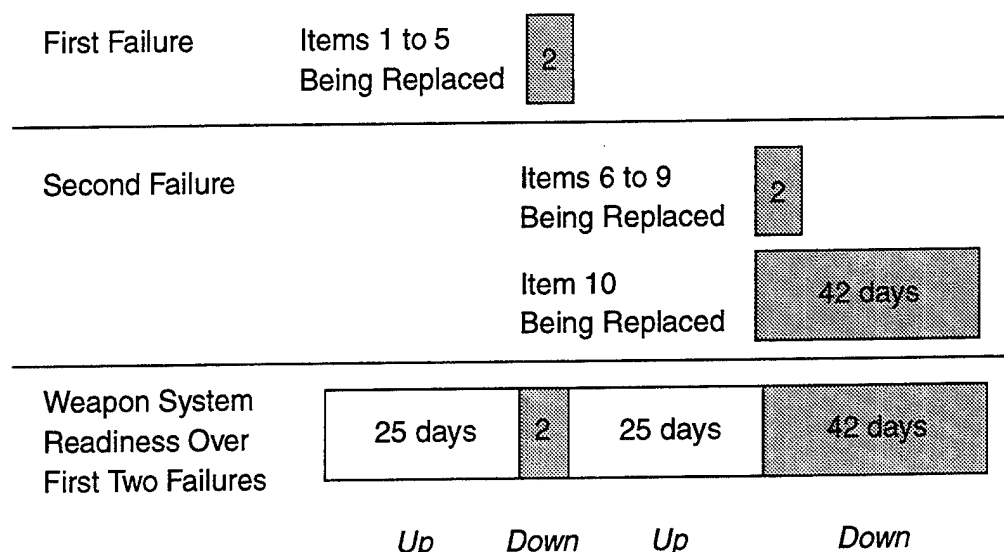 First Failure
Items 1 to 5
Being Replaced
2
Second Failure
Items 6 to 9
Being Replaced
2
Item 10
Being Replaced
42 days
Weapon System
Readiness Over
First Two Failures
25 days
2
25 days
42 days
Up
Down
Up
Down